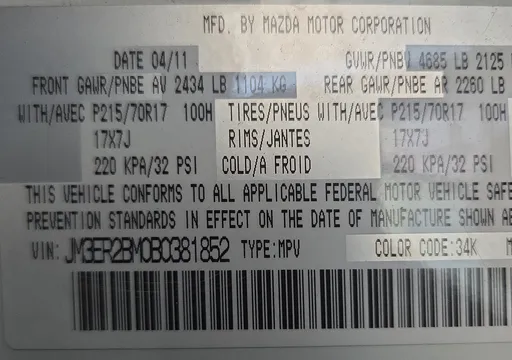 MFD. BY MAZDA MOTOR CORPORATION
DATE 04/11 GVWR/PNBV 4685 LB 2125
FRONT GAWR/PNBE AV 2434 LB 1104 KG REAR GAWR/PNBE AR 2260 LB
WITH/AVEC P215/70R17 100H TIRES/PNEUS WITH/AVEC P215/70R17 100H
17X7J RIMS/JANTES 17X7J
220 KPA/32 PSI COLD/A FROID 220 KPA/32 PSI
THIS VEHICLE CONFORMS TO ALL APPLICABLE FEDERAL MOTOR VEHICLE SAFE
PREVENTION STANDARDS IN EFFECT ON THE DATE OF MANUFACTURE SHOWN AB
VIN: JM3ER2BM0B0381852 TYPE:MPV COLOR CODE:34K M